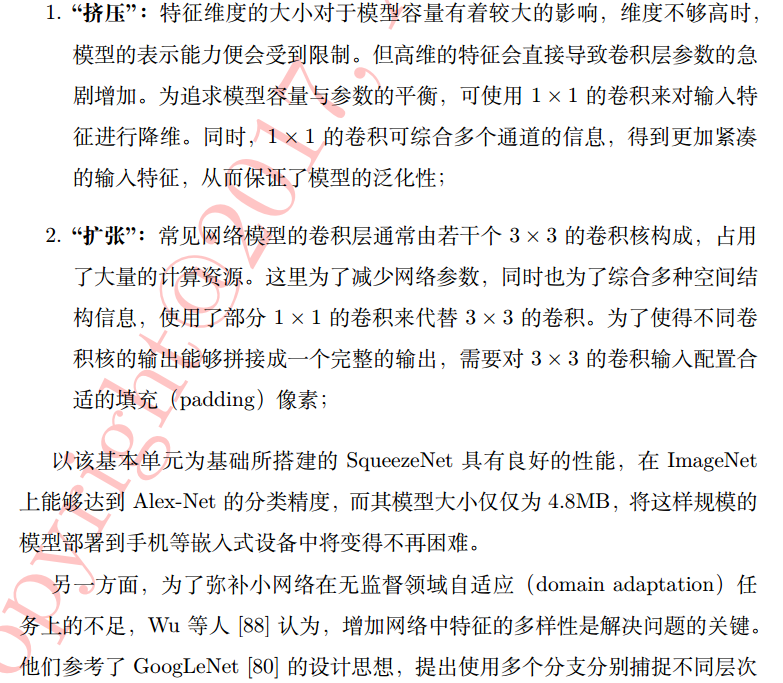 1. “挤压”：特征维度的大小对于模型容量有着较大的影响，维度不够高时，
模型的表示能力便会受到限制。但高维的特征会直接导致卷积层参数的急
剧增加。为追求模型容量与参数的平衡，可使用 1 × 1 的卷积来对输入特
征进行降维。同时，1 × 1 的卷积可综合多个通道的信息，得到更加紧凑
的输入特征，从而保证了模型的泛化性；
2. “扩张”：常见网络模型的卷积层通常由若干个 3 × 3 的卷积核构成，占用
了大量的计算资源。这里为了减少网络参数，同时也为了综合多种空间结
构信息，使用了部分 1 × 1 的卷积来代替 3 × 3 的卷积。为了使得不同卷
积核的输出能够拼接成一个完整的输出，需要对 3 × 3 的卷积输入配置合
适的填充（padding）像素；
以该基本单元为基础所搭建的 SqueezeNet 具有良好的性能，在 ImageNet
上能够达到 Alex-Net 的分类精度，而其模型大小仅仅为 4.8MB，将这样规模的
模型部署到手机等嵌入式设备中将变得不再困难。
另一方面，为了弥补小网络在无监督领域自适应（domain adaptation）任
务上的不足，Wu 等人 [88] 认为，增加网络中特征的多样性是解决问题的关键。
他们参考了 GoogLeNet [80] 的设计思想，提出使用多个分支分别捕捉不同层次
opyright@2017,